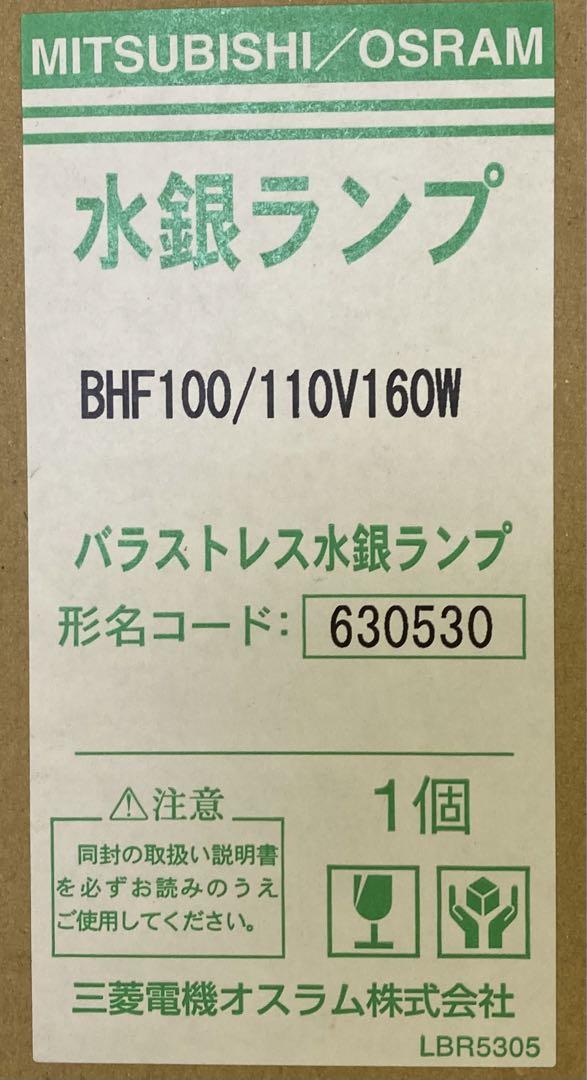 MITSUBISHI/OSRAM
水銀ランプ
BHF100/110V160W
バラストレス水銀ランプ
形名コード: 630530
⚠注意
同封の取扱い説明書
を必ずお読みのうえ
ご使用してください。
1個
三菱電機オスラム株式会社
LBR5305